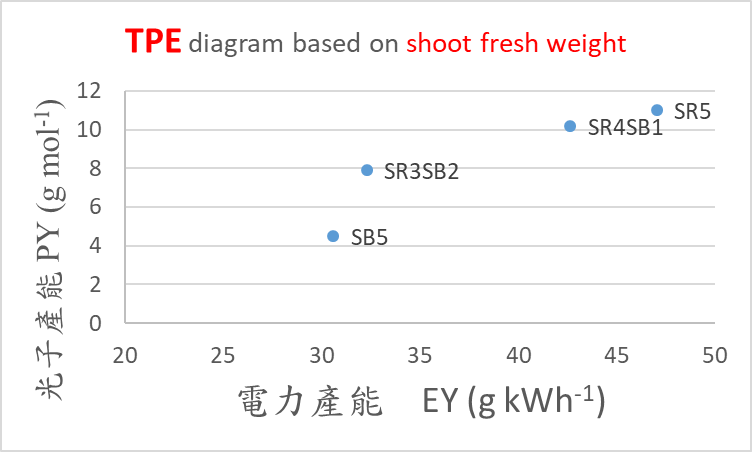 TPE diagram based on shoot fresh weight
光子產能 PY (g mol-1)
12
10
8
6
4
2
0
SR5
SR4SB1
SR3SB2
SB5
20 25 30 35 40 45 50
電力產能 EY (g kWh-1)